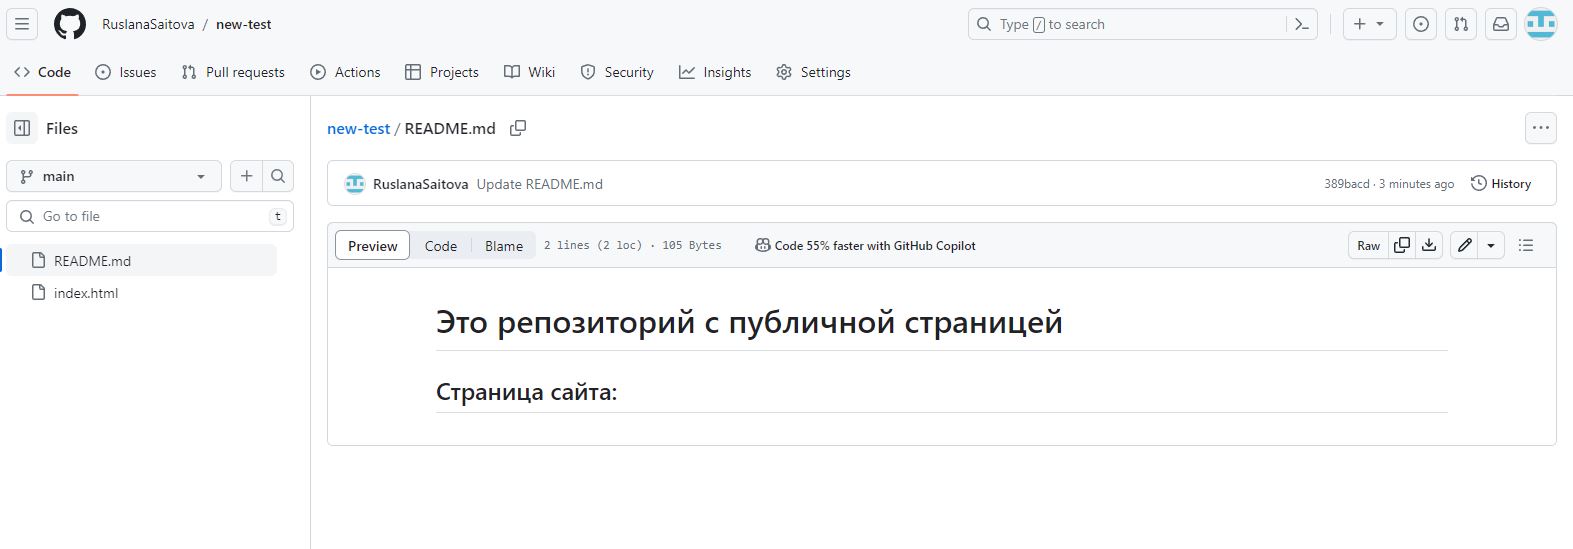 RuslanaSaitova / new-test
Type / to search
Code Issues Pull requests Actions Projects Wiki Security Insights Settings
Files
main
Go to file t
README.md
index.html
new-test / README.md
RuslanaSaitova Update README.md 389bacd · 3 minutes ago History
Preview Code Blame 2 lines (2 loc) · 105 Bytes Code 55% faster with GitHub Copilot Raw
Это репозиторий с публичной страницей
Страница сайта: